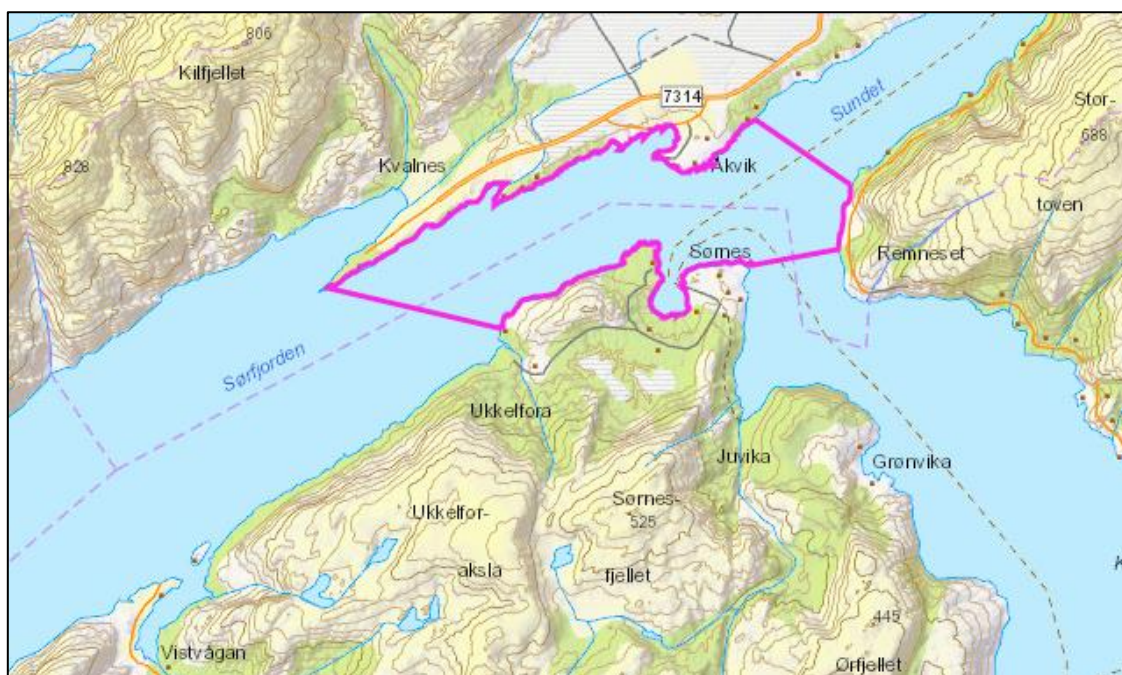 806
Kilfjellet
7314
Sundet
Stor-
688
828
Kvalnes
Åkvik
toven
Sørnes
Remneset
Sørfjorden
Ukkelfora
Juvika
Grønvika
Ukkelfor-
Sørnes-
525
aksla
fjellet
445
Vistvågan
Ørfjellet